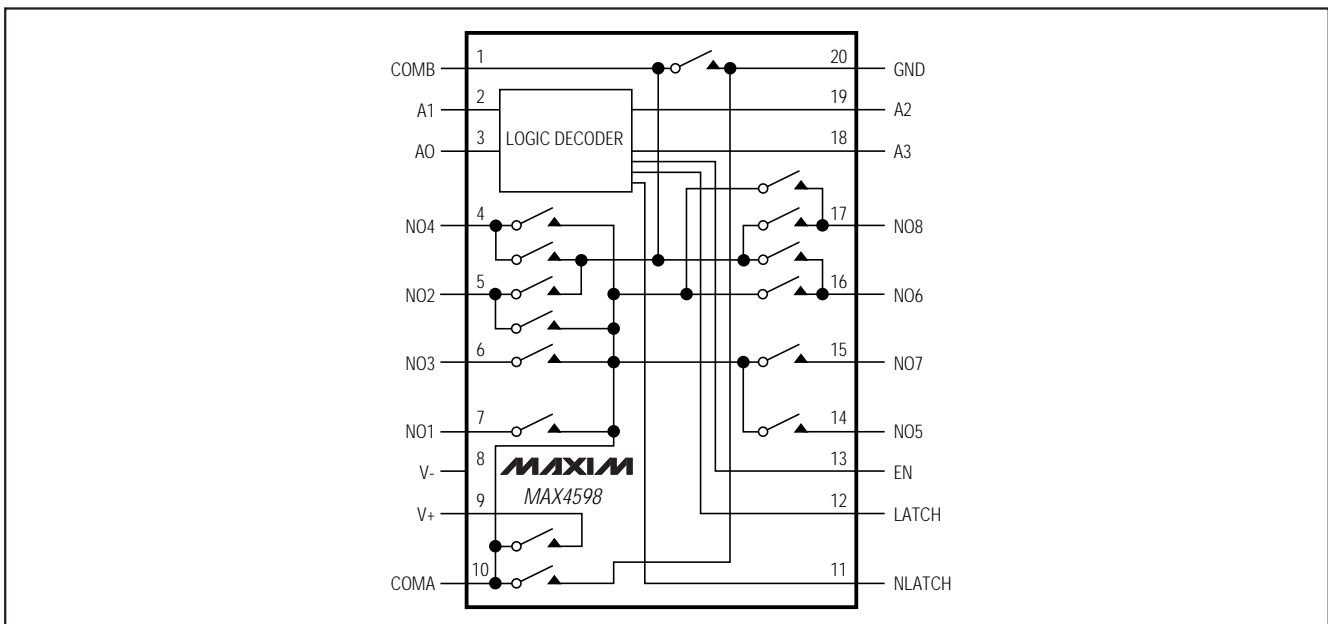 COMB 1 20 GND
A1 2 19 A2
LOGIC DECODER
AO 3 18 A3
NO4 4 17 NO8
NO2 5 16 NO6
NO3 6 15 NO7
NO1 7 14 NO5
V- 8 13 EN
MAXIM
MAX4598
V+ 9 12 LATCH
COMA 10 11 NLATCH